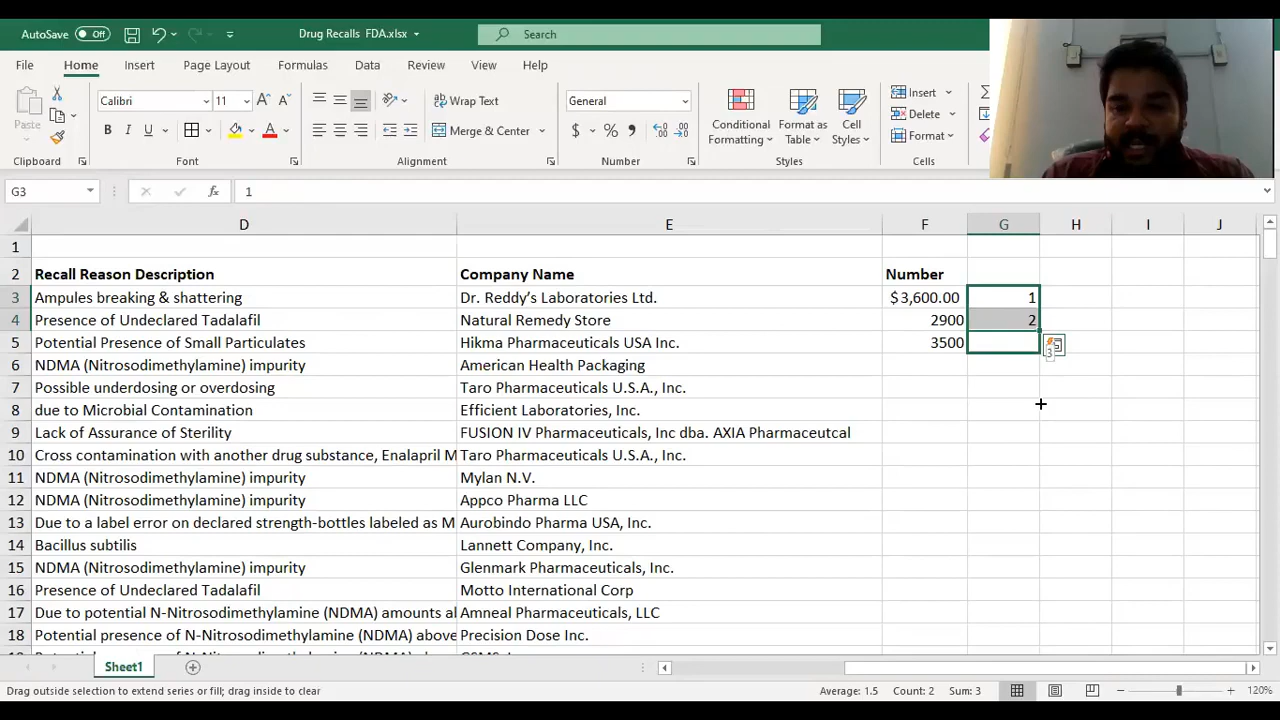 AutoSave Off Drug Recalls FDA.xlsx Search
File Home Insert Page Layout Formulas Data Review View Help
Calibri 11 A A Wrap Text General Insert
Paste B I U A Merge & Center $ % Conditional Formatting Format as Table Cell Styles Delete
Format
Clipboard Font Alignment Number Styles Cells
G3 fx 1
D E F G H I J
1
2 Recall Reason Description Company Name Number
3 Ampules breaking & shattering Dr. Reddy’s Laboratories Ltd. $3,600.00 1
4 Presence of Undeclared Tadalafil Natural Remedy Store 2900 2
5 Potential Presence of Small Particulates Hikma Pharmaceuticals USA Inc. 3500 3
6 NDMA (Nitrosodimethylamine) impurity American Health Packaging
7 Possible underdosing or overdosing Taro Pharmaceuticals U.S.A., Inc.
8 due to Microbial Contamination Efficient Laboratories, Inc.
9 Lack of Assurance of Sterility FUSION IV Pharmaceuticals, Inc dba. AXIA Pharmaceutcal
10 Cross contamination with another drug substance, Enalapril M Taro Pharmaceuticals U.S.A., Inc.
11 NDMA (Nitrosodimethylamine) impurity Mylan N.V.
12 NDMA (Nitrosodimethylamine) impurity Appco Pharma LLC
13 Due to a label error on declared strength-bottles labeled as M Aurobindo Pharma USA, Inc.
14 Bacillus subtilis Lannett Company, Inc.
15 NDMA (Nitrosodimethylamine) impurity Glenmark Pharmaceuticals, Inc.
16 Presence of Undeclared Tadalafil Motto International Corp
17 Due to potential N-Nitrosodimethylamine (NDMA) amounts al Amneal Pharmaceuticals, LLC
18 Potential presence of N-Nitrosodimethylamine (NDMA) above Precision Dose Inc.
Sheet1
Drag outside selection to extend series or fill; drag inside to clear Average: 1.5 Count: 2 Sum: 3 120%